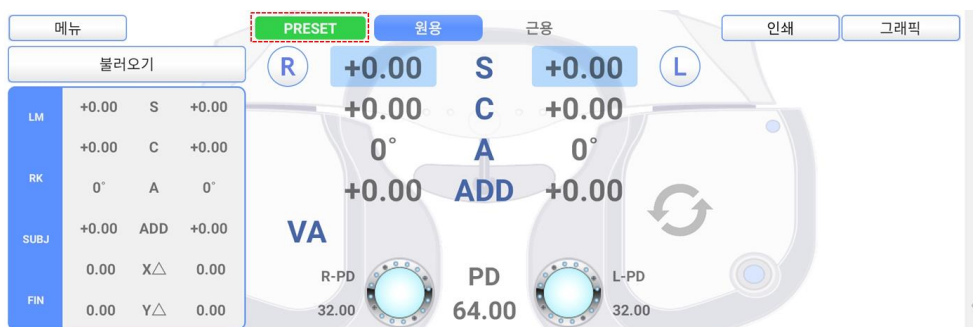 메뉴 PRESET 원용 근용 인쇄 그래픽
불러오기
LM
RK
SUBJ
FIN
+0.00 S +0.00
+0.00 C +0.00
0° A 0°
+0.00 ADD +0.00
0.00 X△ 0.00
0.00 Y△ 0.00
R +0.00 S +0.00 L
+0.00 C +0.00
0° A 0°
+0.00 ADD +0.00
VA
R-PD PD L-PD
32.00 64.00 32.00